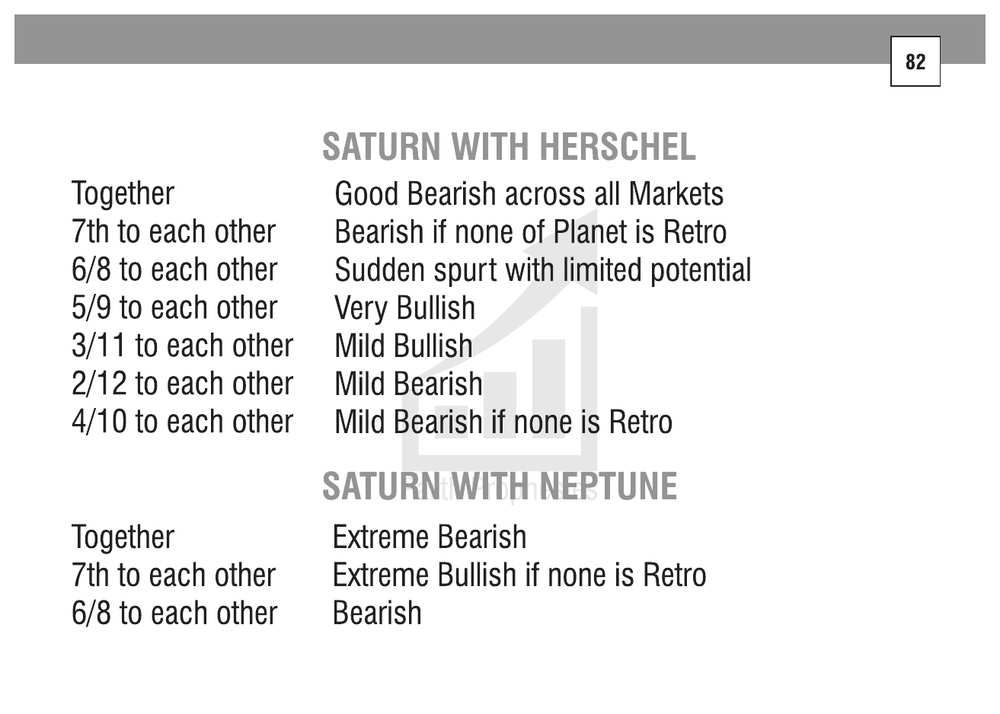 82
SATURN WITH HERSCHEL
Together Good Bearish across all Markets
7th to each other Bearish if none of Planet is Retro
6/8 to each other Sudden spurt with limited potential
5/9 to each other Very Bullish
3/11 to each other Mild Bullish
2/12 to each other Mild Bearish
4/10 to each other Mild Bearish if none is Retro
SATURN WITH NEPTUNE
Together Extreme Bearish
7th to each other Extreme Bullish if none is Retro
6/8 to each other Bearish